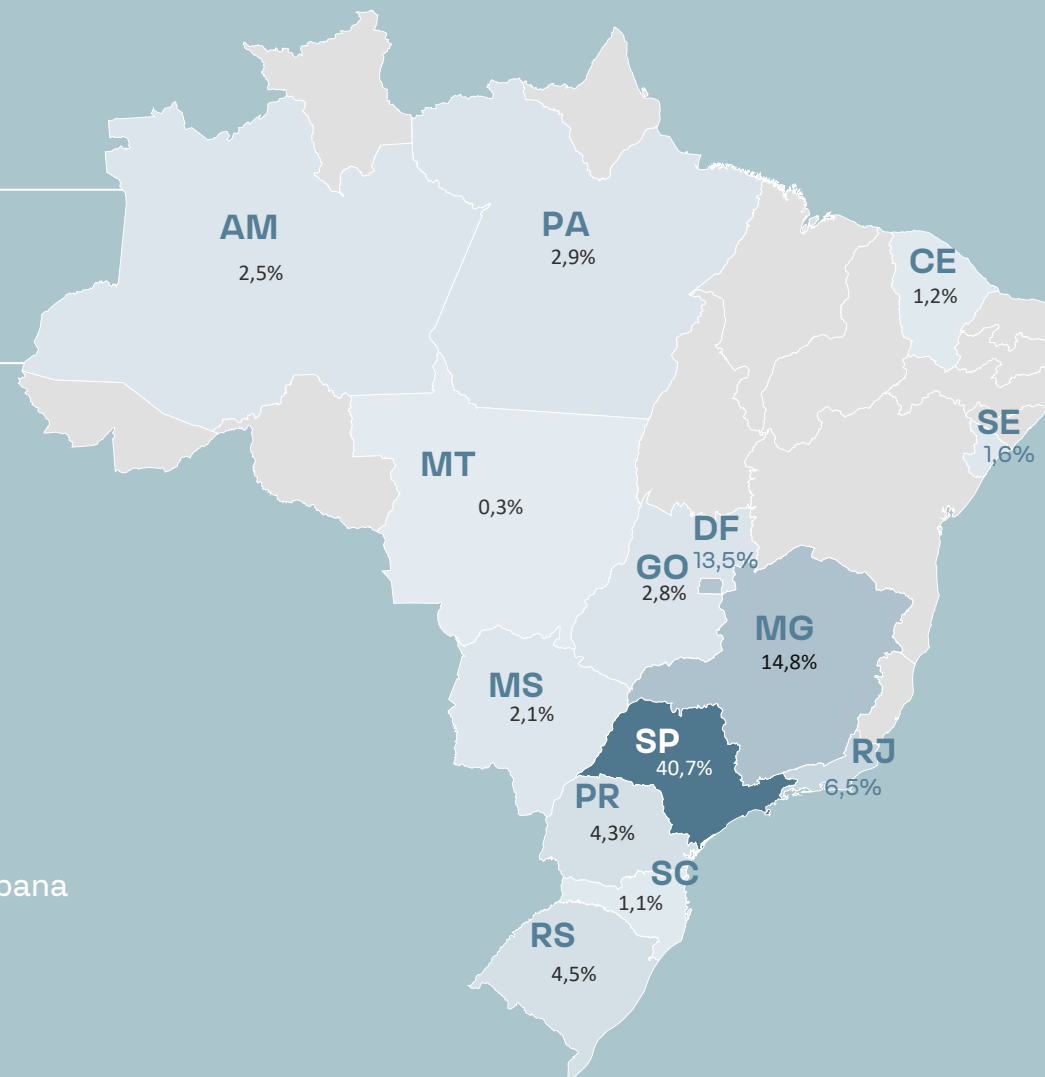 AM
2,5%
PA
2,9%
CE
1,2%
SE
1,6%
MT
0,3%
DF
13,5%
GO
2,8%
MG
14,8%
MS
2,1%
SP
40,7%
RJ
6,5%
PR
4,3%
SC
1,1%
bana
RS
4,5%